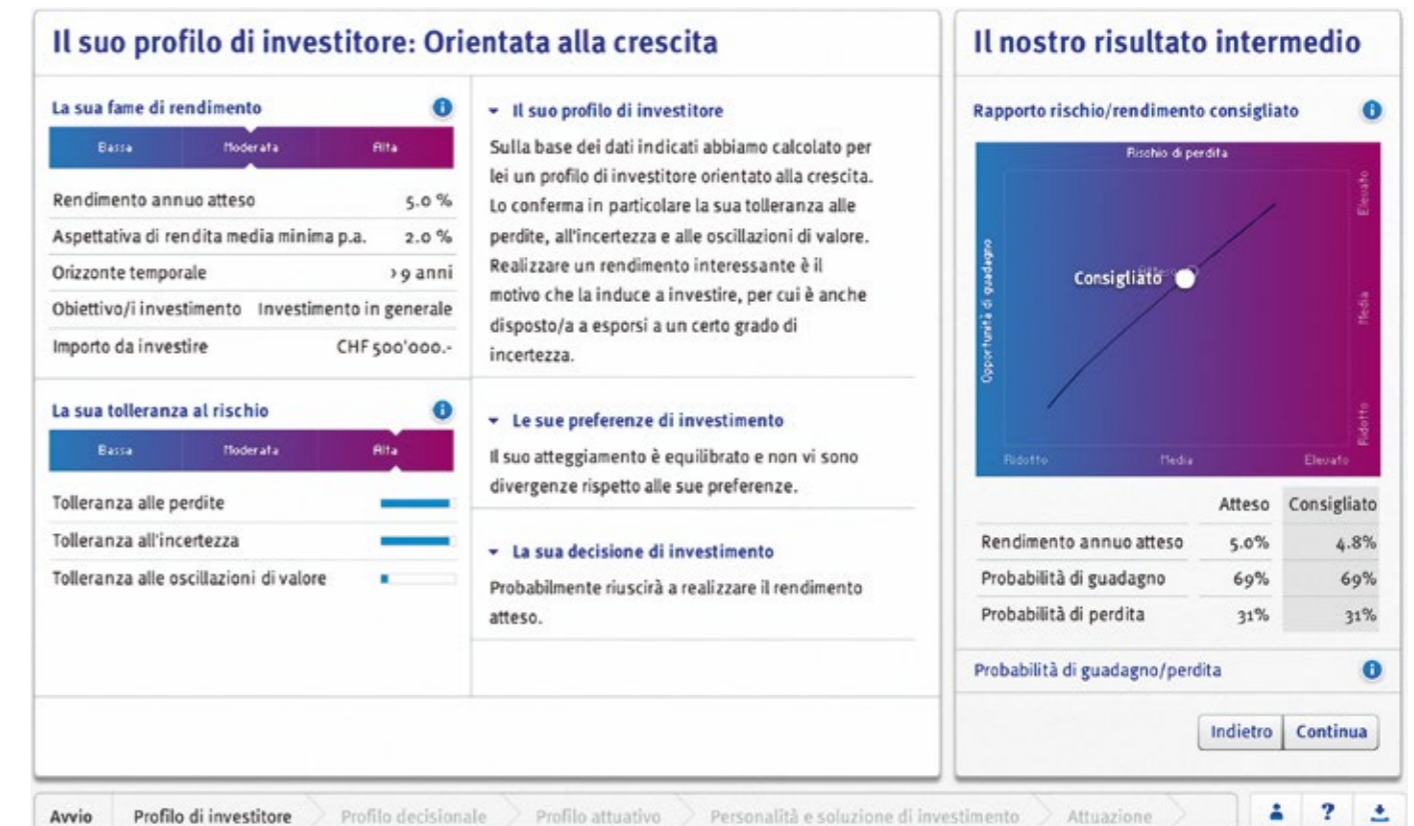 Il suo profilo di investitore: Orientata alla crescita
La sua fame di rendimento
Bassa Moderata Alta
Rendimento annuo atteso 5.0 %
Aspettativa di rendita media minima p.a. 2.0 %
Orizzonte temporale > 9 anni
Obiettivo/i investimento Investimento in generale
Importo da investire CHF 500'000.-
La sua tolleranza al rischio
Bassa Moderata Alta
Tolleranza alle perdite
Tolleranza all'incertezza
Tolleranza alle oscillazioni di valore
Il suo profilo di investitore
Sulla base dei dati indicati abbiamo calcolato per
lei un profilo di investitore orientato alla crescita.
Lo conferma in particolare la sua tolleranza alle
perdite, all'incertezza e alle oscillazioni di valore.
Realizzare un rendimento interessante è il
motivo che la induce a investire, per cui è anche
disposto/a a esporsi a un certo grado di
incertezza.
Le sue preferenze di investimento
Il suo atteggiamento è equilibrato e non vi sono
divergenze rispetto alle sue preferenze.
La sua decisione di investimento
Probabilmente riuscirà a realizzare il rendimento
atteso.
Il nostro risultato intermedio
Rapporto rischio/rendimento consigliato
Rischio di perdita
Opportunità di guadagno
Elevato
Media
Ridotto
Atteso
Consigliato
Ridotto Media Elevato
Atteso Consigliato
Rendimento annuo atteso 5.0% 4.8%
Probabilità di guadagno 69% 69%
Probabilità di perdita 31% 31%
Probabilità di guadagno/perdita
Indietro Continua
Avvio Profilo di investitore Profilo decisionale Profilo attuativo Personalità e soluzione di investimento Attuazione ?